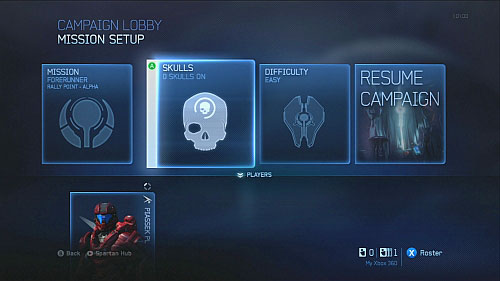 CAMPAIGN LOBBY
MISSION SETUP
MISSION
FORERUNNER
RALLY POINT - ALPHA
A
SKULLS
0 SKULLS ON
DIFFICULTY
EASY
RESUME
CAMPAIGN
PLAYERS
PIASSEK
Back
Spartan Hub
0
1
X Roster
My Xbox 360